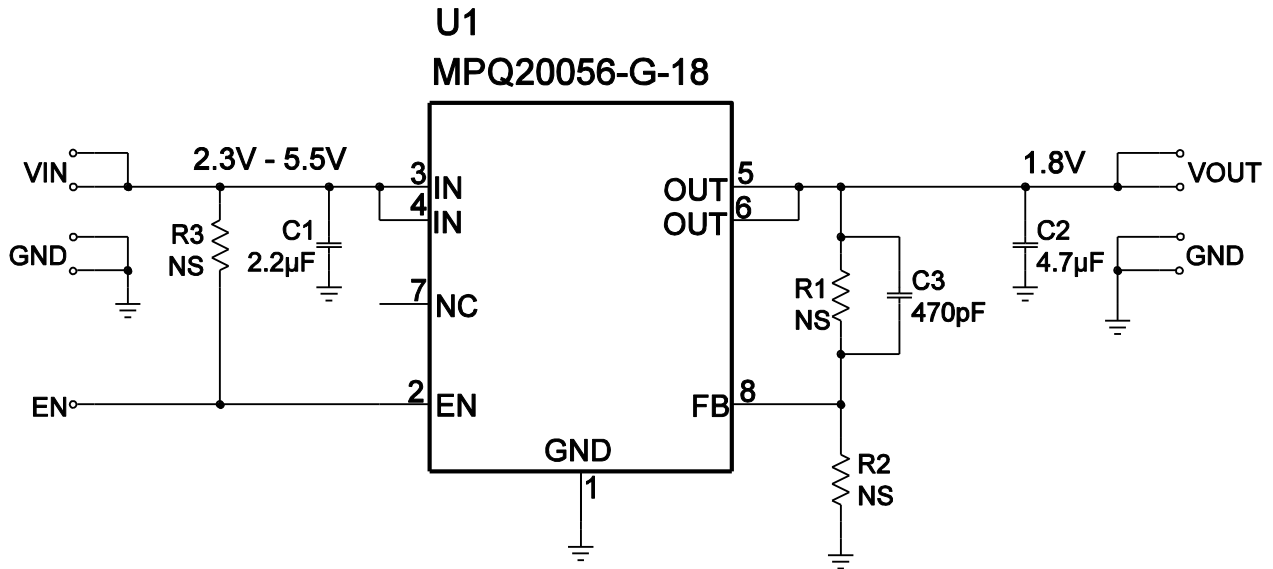 U1
MPQ20056-G-18
VIN
2.3V - 5.5V
3
IN
4
IN
GND
R3
NS
C1
2.2µF
7
NC
EN
2
EN
GND
1
OUT
5
OUT
6
1.8V
VOUT
C2
4.7µF
GND
R1
NS
C3
470pF
FB
8
R2
NS